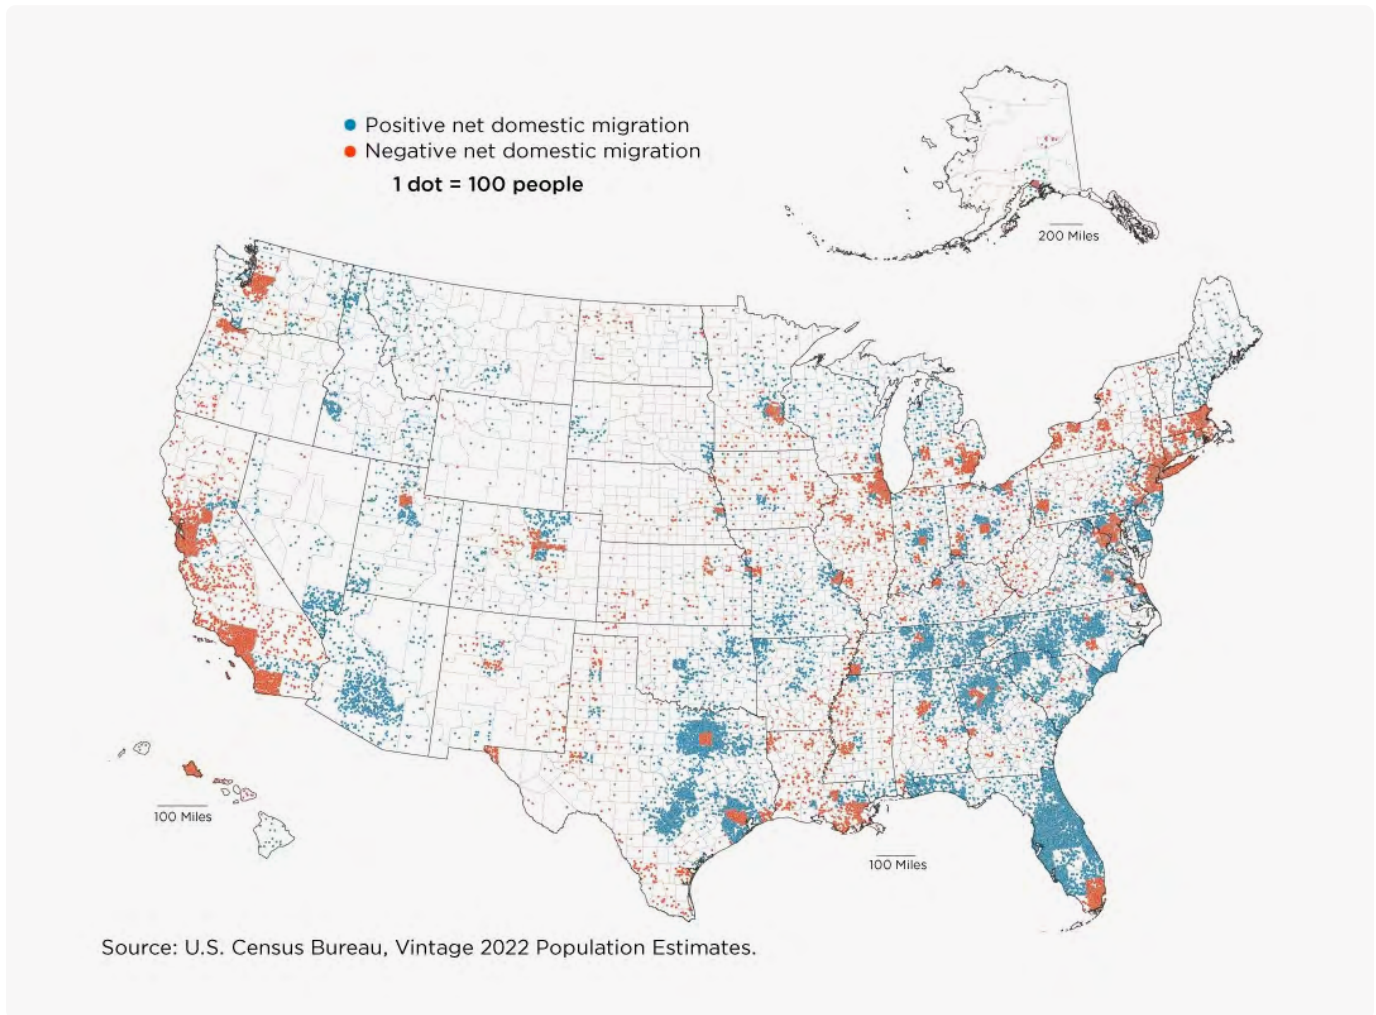 Positive net domestic migration
Negative net domestic migration
1 dot = 100 people
200 Miles
100 Miles
100 Miles
Source: U.S. Census Bureau, Vintage 2022 Population Estimates.